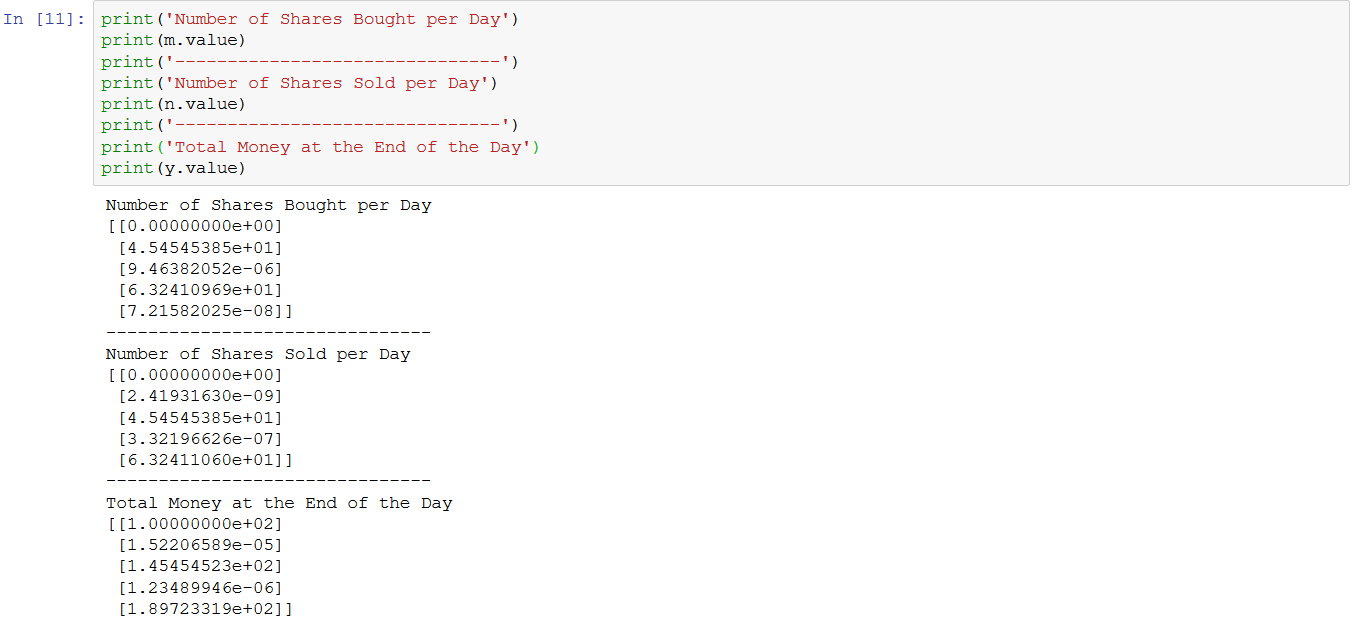 In [11]: print('Number of Shares Bought per Day')
print(m.value)
print('-------------------------------')
print('Number of Shares Sold per Day')
print(n.value)
print('-------------------------------')
print('Total Money at the End of the Day')
print(y.value)
Number of Shares Bought per Day
[[0.00000000e+00]
 [4.54545385e+01]
 [9.46382052e-06]
 [6.32410969e+01]
 [7.21582025e-08]]
-------------------------------
Number of Shares Sold per Day
[[0.00000000e+00]
 [2.41931630e-09]
 [4.54545385e+01]
 [3.32196626e-07]
 [6.32411060e+01]]
-------------------------------
Total Money at the End of the Day
[[1.00000000e+02]
 [1.52206589e-05]
 [1.45454523e+02]
 [1.23489946e-06]
 [1.89723319e+02]]